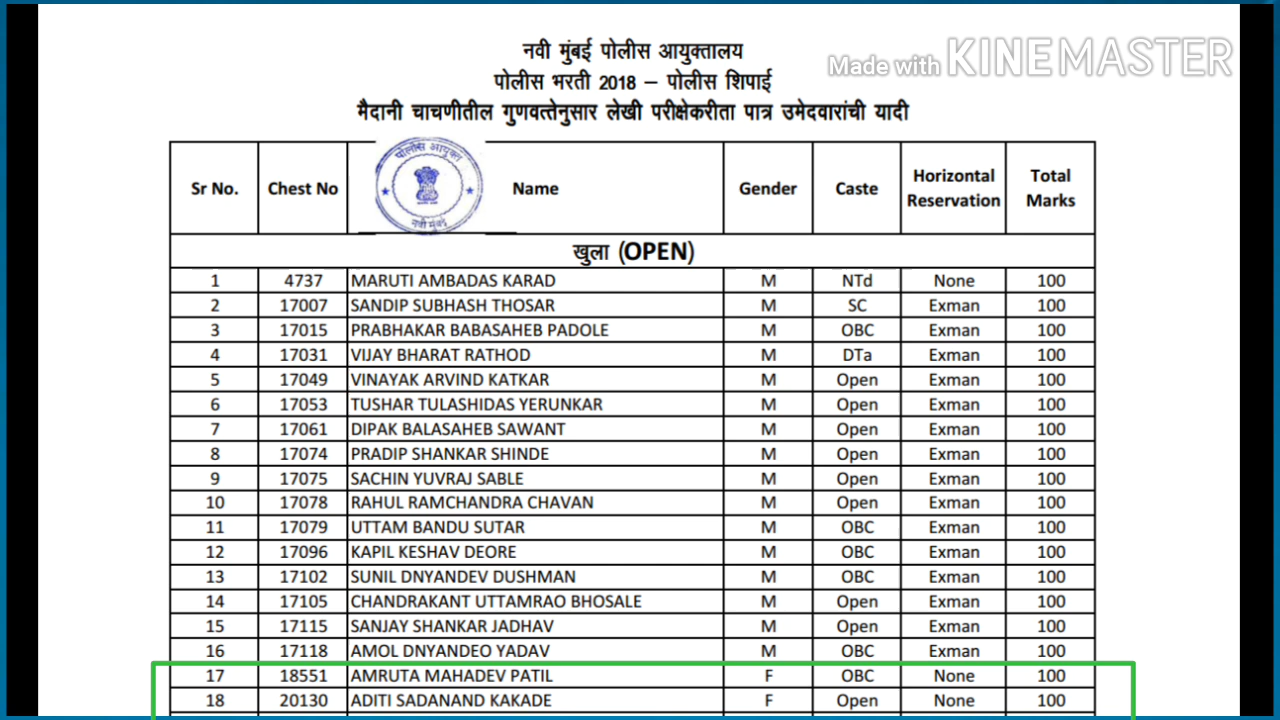 नवी मुंबई पोलीस आयुक्तालय
Made with KINEMASTER
पोलीस भरती 2018 – पोलीस शिपाई
मैदानी चाचणीतील गुणवत्तेनुसार लेखी परीक्षेकरीता पात्र उमेदवारांची यादी
पोलीस आयुक्त
नवी मुंबई
Sr No. Chest No Name Gender Caste Horizontal Reservation Total Marks
खुला (OPEN)
1 4737 MARUTI AMBADAS KARAD M NTd None 100
2 17007 SANDIP SUBHASH THOSAR M SC Exman 100
3 17015 PRABHAKAR BABASAHEB PADOLE M OBC Exman 100
4 17031 VIJAY BHARAT RATHOD M DTa Exman 100
5 17049 VINAYAK ARVIND KATKAR M Open Exman 100
6 17053 TUSHAR TULASHIDAS YERUNKAR M Open Exman 100
7 17061 DIPAK BALASAHEB SAWANT M Open Exman 100
8 17074 PRADIP SHANKAR SHINDE M Open Exman 100
9 17075 SACHIN YUVRAJ SABLE M Open Exman 100
10 17078 RAHUL RAMCHANDRA CHAVAN M Open Exman 100
11 17079 UTTAM BANDU SUTAR M OBC Exman 100
12 17096 KAPIL KESHAV DEORE M OBC Exman 100
13 17102 SUNIL DNYANDEV DUSHMAN M OBC Exman 100
14 17105 CHANDRAKANT UTTAMRAO BHOSALE M Open Exman 100
15 17115 SANJAY SHANKAR JADHAV M Open Exman 100
16 17118 AMOL DNYANDEO YADAV M OBC Exman 100
17 18551 AMRUTA MAHADEV PATIL F OBC None 100
18 20130 ADITI SADANAND KAKADE F Open None 100